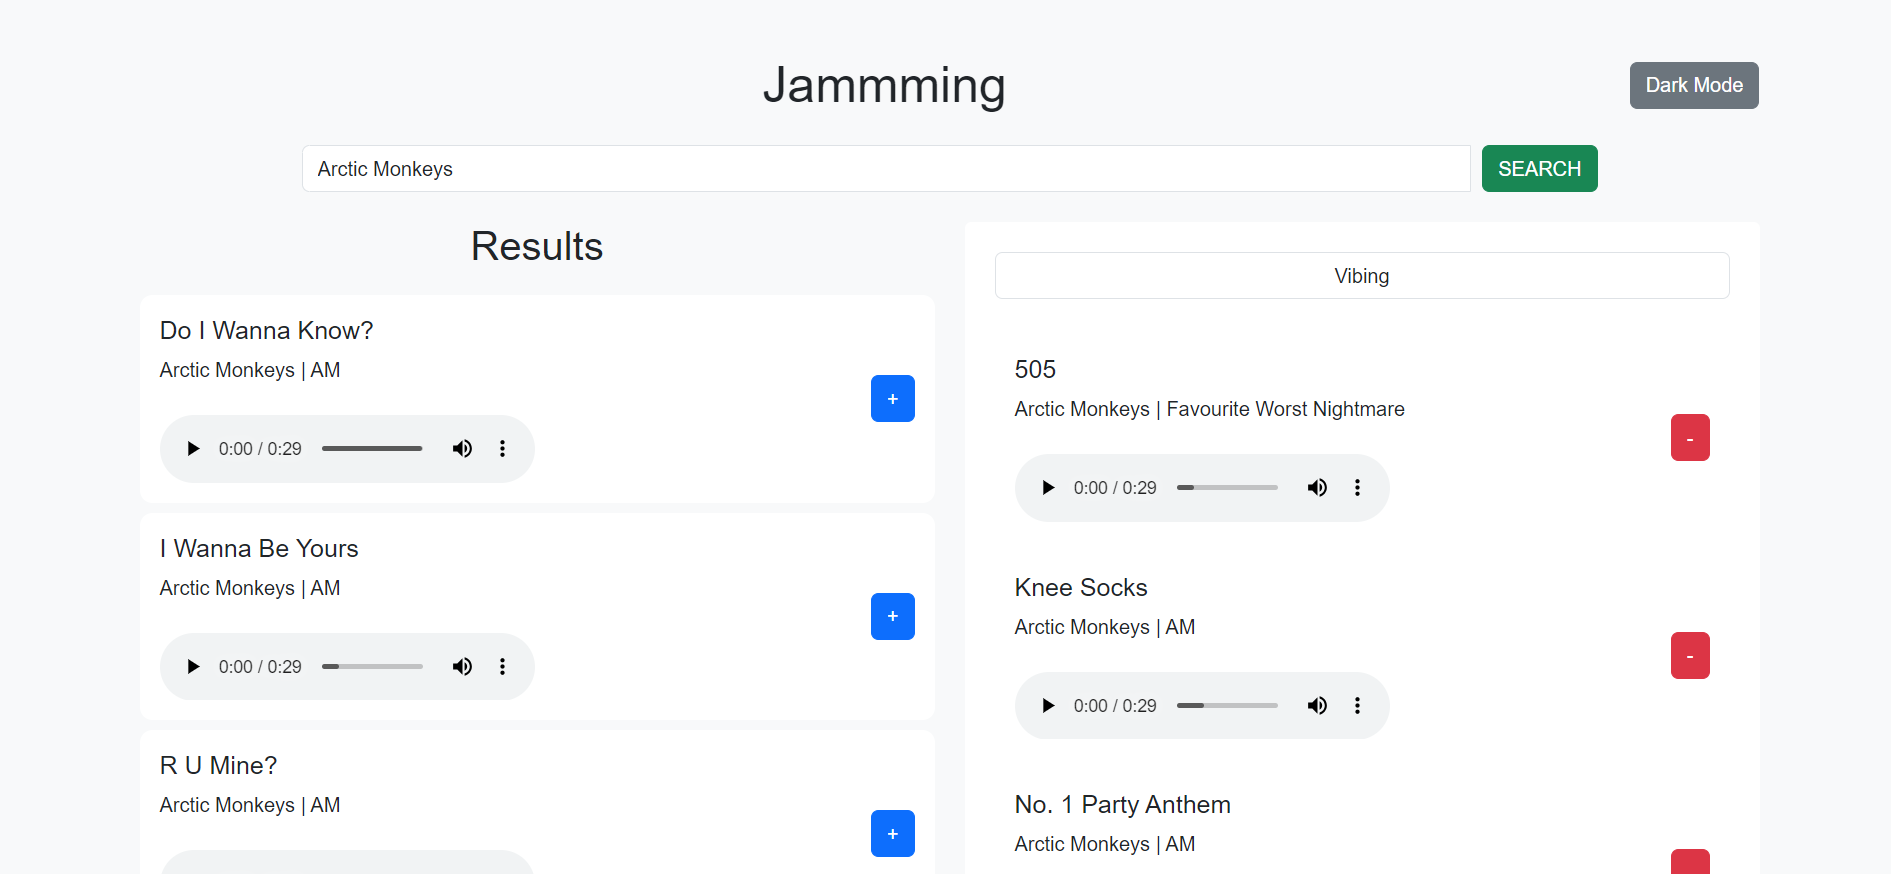 Jammming
Dark Mode
Arctic Monkeys
SEARCH
Results
Do I Wanna Know?
Arctic Monkeys | AM
+
0:00 / 0:29
I Wanna Be Yours
Arctic Monkeys | AM
+
0:00 / 0:29
R U Mine?
Arctic Monkeys | AM
+
Vibing
505
Arctic Monkeys | Favourite Worst Nightmare
-
0:00 / 0:29
Knee Socks
Arctic Monkeys | AM
-
0:00 / 0:29
No. 1 Party Anthem
Arctic Monkeys | AM